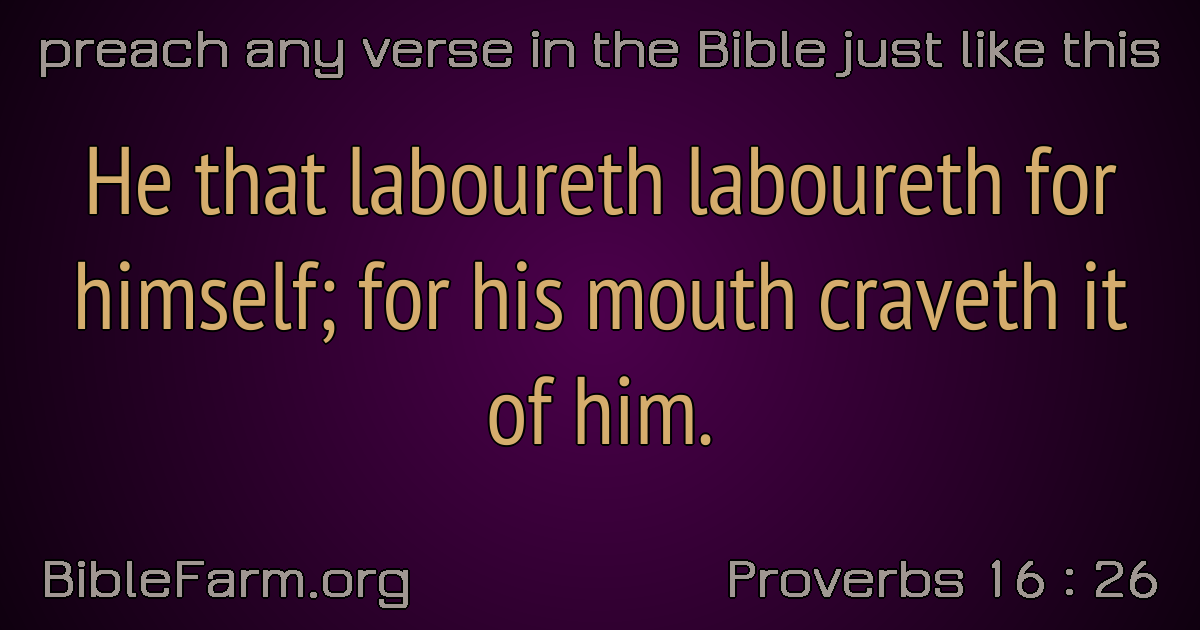 preach any verse in the Bible just like this
He that laboureth laboureth for
himself; for his mouth craveth it
of him.
BibleFarm.org
Proverbs 16 : 26